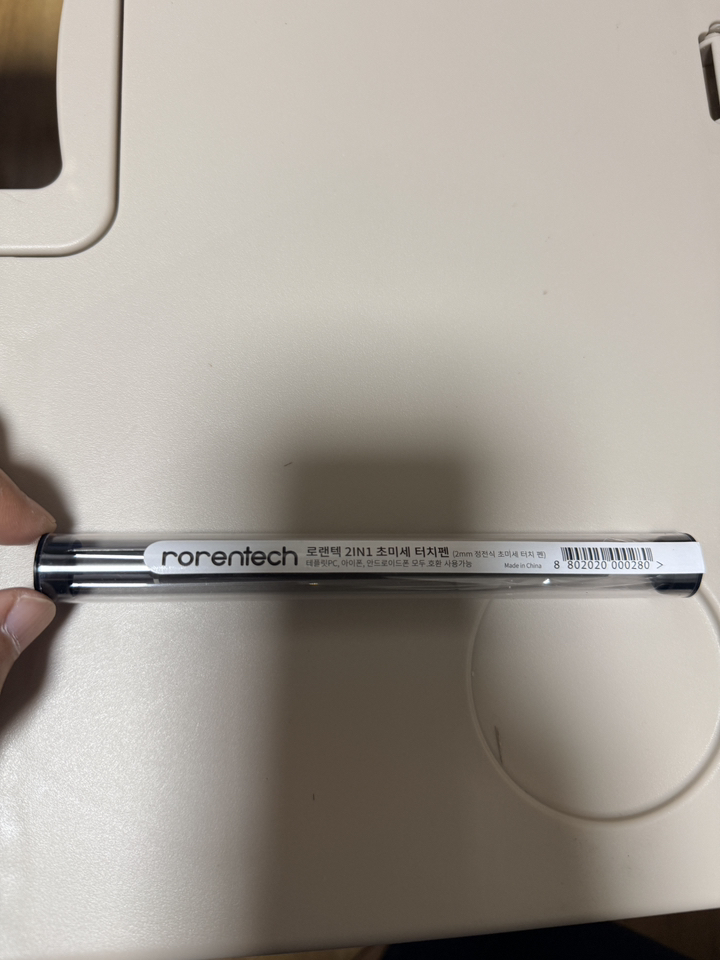 rorentech
로랜텍 2IN1 초미세 터치펜 (2mm 정전식 초미세 터치 펜)
테블릿PC, 아이폰, 안드로이드폰 모두 호환 사용가능
Made in China
8 802020 000280 >